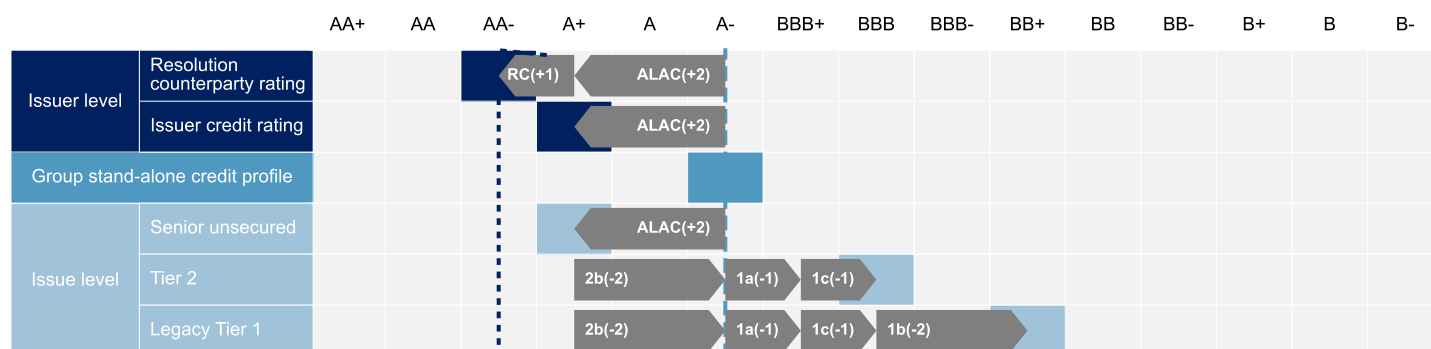 AA+ AA AA- A+ A A- BBB+ BBB BBB- BB+ BB BB- B+ B B-
Issuer level
Resolution
counterparty rating
RC(+1) ALAC(+2)
Issuer credit rating ALAC(+2)
Group stand-alone credit profile
Issue level
Senior unsecured ALAC(+2)
Tier 2 2b(-2) 1a(-1) 1c(-1)
Legacy Tier 1 2b(-2) 1a(-1) 1c(-1) 1b(-2)